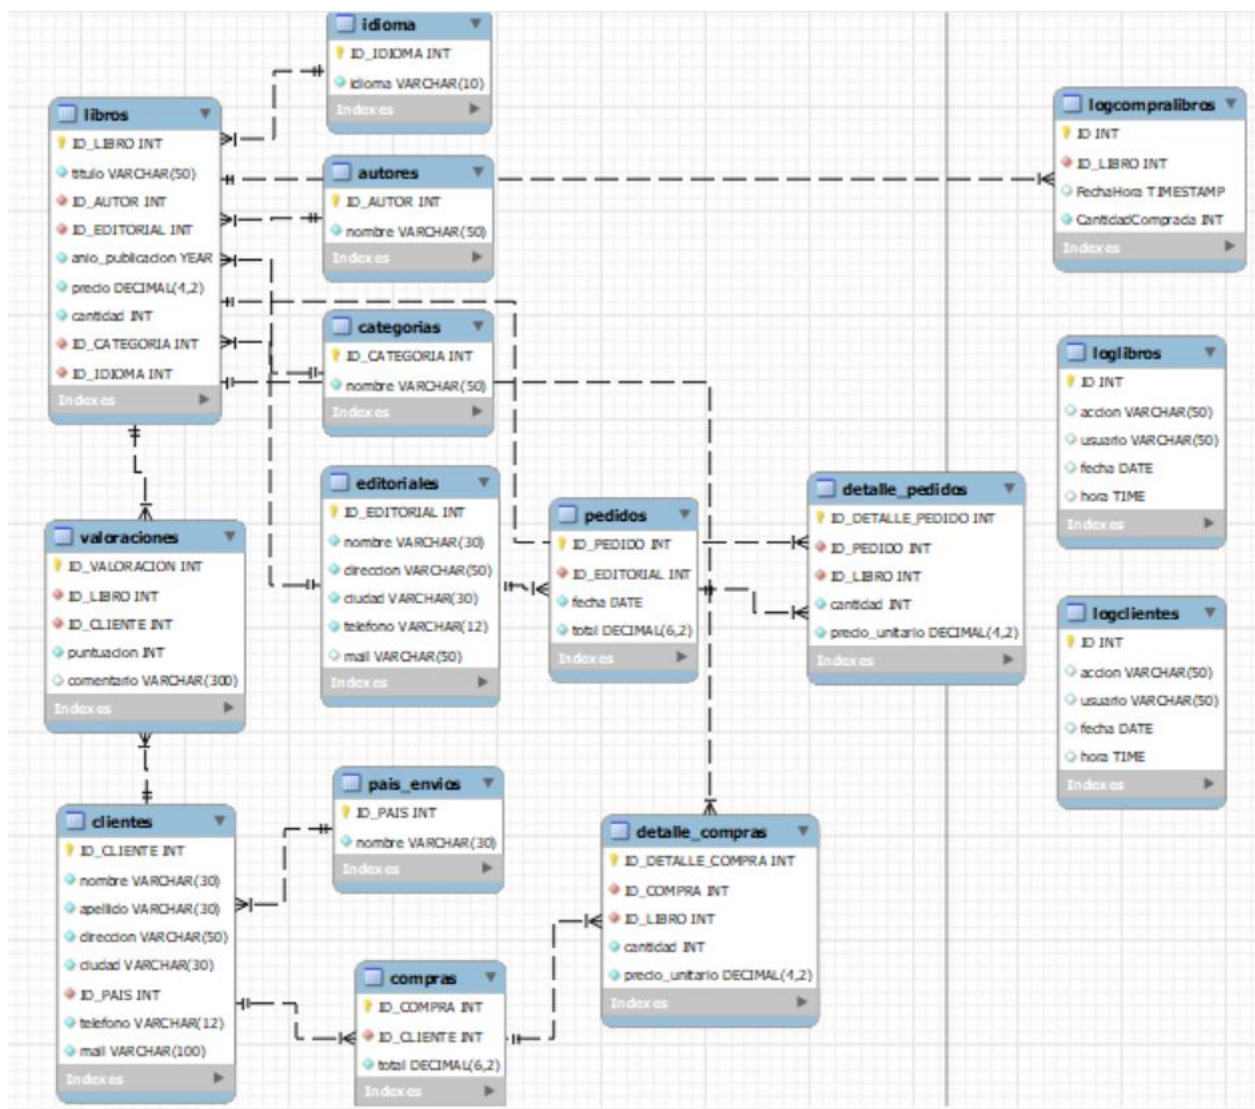 idioma
ID_IDIOMA INT
idioma VARCHAR(10)
Indexes
libros
ID_LIBRO INT
titulo VARCHAR(50)
ID_AUTOR INT
ID_EDITORIAL INT
anio_publicacion YEAR
precio DECIMAL(4,2)
cantidad INT
ID_CATEGORIA INT
ID_IDIOMA INT
Indexes
autores
ID_AUTOR INT
nombre VARCHAR(50)
Indexes
logcompralibros
ID INT
ID_LIBRO INT
FechaHora TIMESTAMP
CantidadComprada INT
Indexes
categorias
ID_CATEGORIA INT
nombre VARCHAR(50)
Indexes
loglibros
ID INT
accion VARCHAR(50)
usuario VARCHAR(50)
fecha DATE
hora TIME
Indexes
editoriales
ID_EDITORIAL INT
nombre VARCHAR(30)
direccion VARCHAR(50)
ciudad VARCHAR(30)
telefono VARCHAR(12)
mail VARCHAR(50)
Indexes
pedidos
ID_PEDIDO INT
ID_EDITORIAL INT
fecha DATE
total DECIMAL(6,2)
Indexes
detalle_pedidos
ID_DETALLE_PEDIDO INT
ID_PEDIDO INT
ID_LIBRO INT
cantidad INT
precio_unitario DECIMAL(4,2)
Indexes
valoraciones
ID_VALORACION INT
ID_LIBRO INT
ID_CLIENTE INT
puntuacion INT
comentario VARCHAR(300)
Indexes
logclientes
ID INT
accion VARCHAR(50)
usuario VARCHAR(50)
fecha DATE
hora TIME
Indexes
pais_envios
ID_PAIS INT
nombre VARCHAR(30)
Indexes
clientes
ID_CLIENTE INT
nombre VARCHAR(30)
apellido VARCHAR(30)
direccion VARCHAR(50)
ciudad VARCHAR(30)
ID_PAIS INT
telefono VARCHAR(12)
mail VARCHAR(100)
Indexes
detalle_compras
ID_DETALLE_COMPRA INT
ID_COMPRA INT
ID_LIBRO INT
cantidad INT
precio_unitario DECIMAL(4,2)
Indexes
compras
ID_COMPRA INT
ID_CLIENTE INT
total DECIMAL(6,2)
Indexes